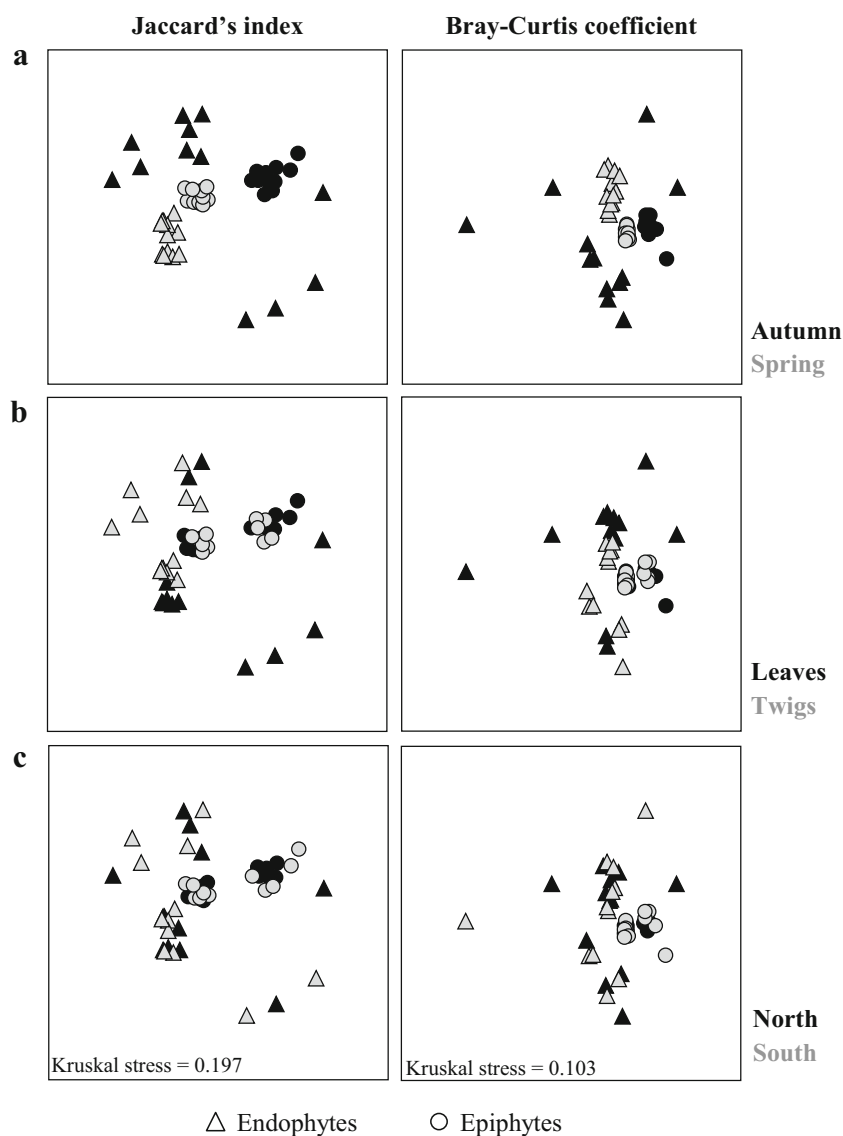 Jaccard's index Bray-Curtis coefficient
a
Autumn
Spring
b
Leaves
Twigs
c
North
South
Kruskal stress = 0.197 Kruskal stress = 0.103
Endophytes Epiphytes